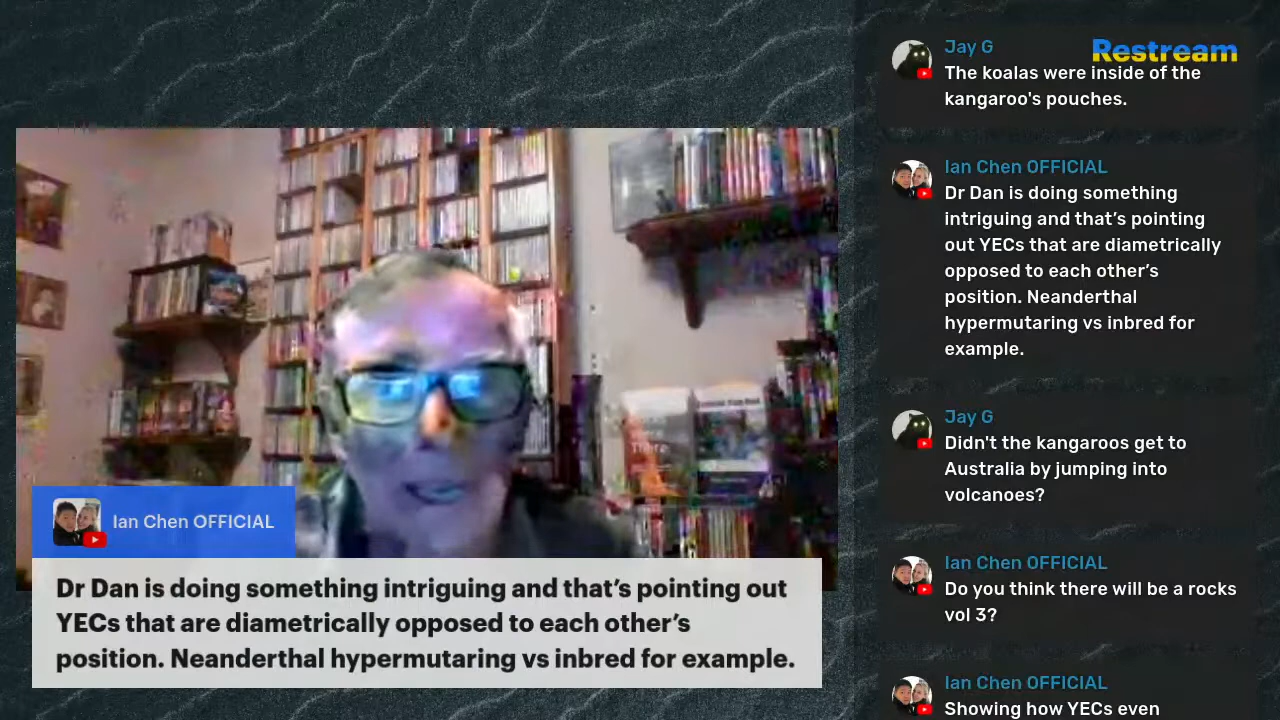 Restream
Jay G
The koalas were inside of the
kangaroo's pouches.
Ian Chen OFFICIAL
Dr Dan is doing something
intriguing and that's pointing
out YECs that are diametrically
opposed to each other's
position. Neanderthal
hypermutaring vs inbred for
example.
Jay G
Didn't the kangaroos get to
Australia by jumping into
volcanoes?
Ian Chen OFFICIAL
Do you think there will be a rocks
vol 3?
Ian Chen OFFICIAL
Showing how YECs even
Ian Chen OFFICIAL
Dr Dan is doing something intriguing and that's pointing out
YECs that are diametrically opposed to each other's
position. Neanderthal hypermutaring vs inbred for example.